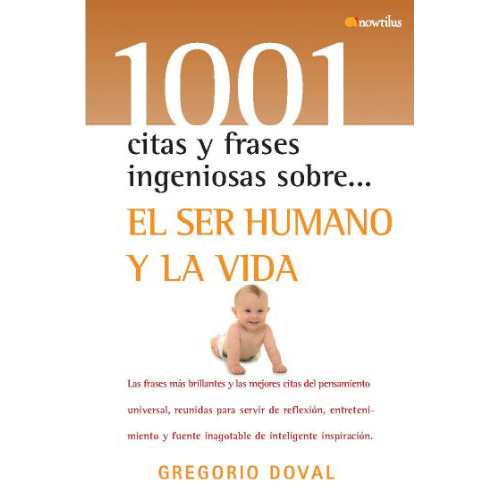 nowtilus
1001
citas y frases
ingeniosas sobre...
EL SER HUMANO
Y LA VIDA
Las frases más brillantes y las mejores citas del pensamiento
universal, reunidas para servir de reflexión, entreteni-
miento y fuente inagotable de inteligente inspiración.
GREGORIO DOVAL